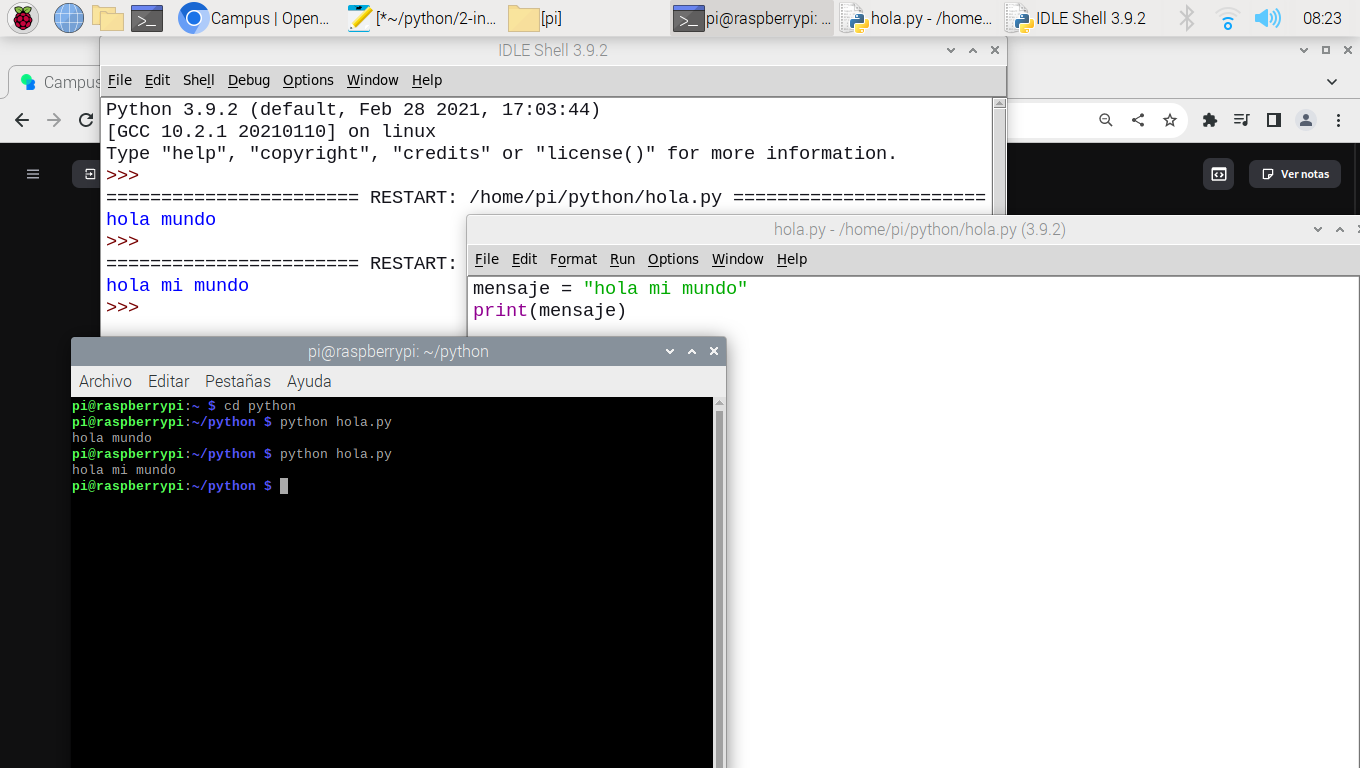 Campus | Open...
[*~/python/2-in...
[pi]
pi@raspberrypi: ...
hola.py - /home...
IDLE Shell 3.9.2
08:23
IDLE Shell 3.9.2
Campus
File Edit Shell Debug Options Window Help
Python 3.9.2 (default, Feb 28 2021, 17:03:44)
[GCC 10.2.1 20210110] on linux
Type "help", "copyright", "credits" or "license()" for more information.
>>>
======================= RESTART: /home/pi/python/hola.py =======================
hola mundo
>>>
======================= RESTART:
hola mi mundo
>>>
Ver notas
hola.py - /home/pi/python/hola.py (3.9.2)
File Edit Format Run Options Window Help
mensaje = "hola mi mundo"
print(mensaje)
pi@raspberrypi: ~/python
Archivo Editar Pestañas Ayuda
pi@raspberrypi:~ $ cd python
pi@raspberrypi:~/python $ python hola.py
hola mundo
pi@raspberrypi:~/python $ python hola.py
hola mi mundo
pi@raspberrypi:~/python $